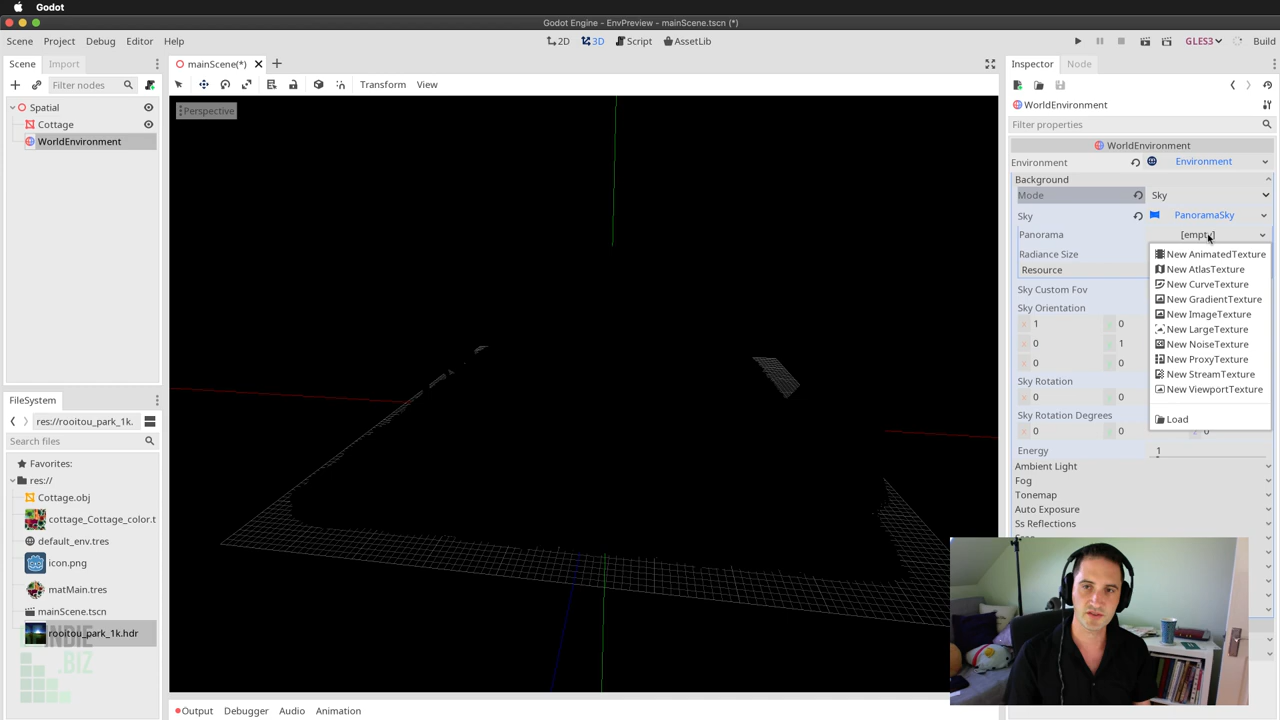 Godot
Godot Engine - EnvPreview - mainScene.tscn (*)
Scene Project Debug Editor Help
2D 3D Script AssetLib
GLES3 Build
Scene Import
mainScene(*)
Inspector Node
Filter nodes
Transform View
Spatial
Cottage
WorldEnvironment
Perspective
WorldEnvironment
Filter properties
WorldEnvironment
Environment Environment
Background
Mode Sky
Sky PanoramaSky
Panorama
Radiance Size
Resource
Sky Custom Fov
Sky Orientation
1 0
0 1
0 0
Sky Rotation
0 0
Sky Rotation Degrees
0 0 0
Energy 1
Ambient Light
Fog
Tonemap
Auto Exposure
Ss Reflections
New AnimatedTexture
New AtlasTexture
New CurveTexture
New GradientTexture
New ImageTexture
New LargeTexture
New NoiseTexture
New ProxyTexture
New StreamTexture
New ViewportTexture
Load
FileSystem
res://rooitou_park_1k.
Search files
Favorites:
res://
Cottage.obj
cottage_Cottage_color.t
default_env.tres
icon.png
matMain.tres
mainScene.tscn
rooitou_park_1k.hdr
.BIZ
Output Debugger Audio Animation